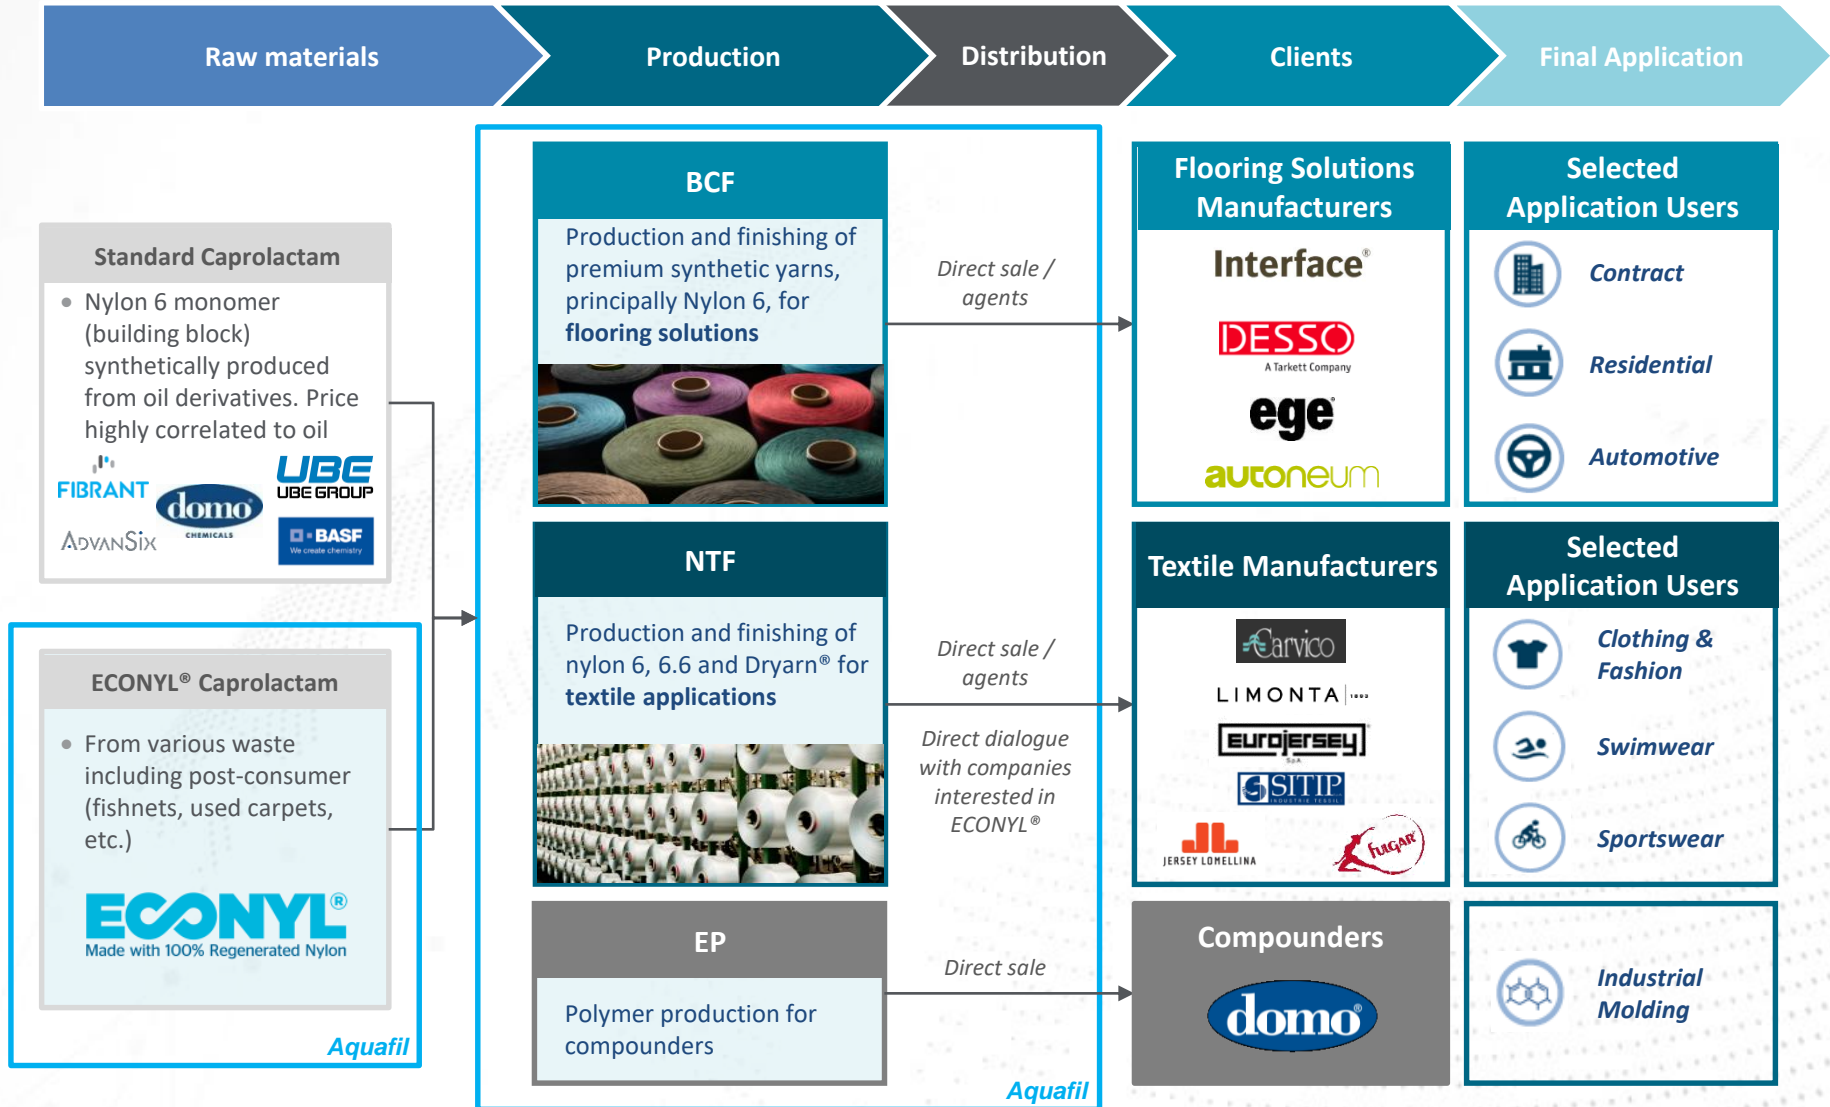 Raw materials
Production
Distribution
Clients
Final Application
Standard Caprolactam
• Nylon 6 monomer
(building block)
synthetically produced
from oil derivatives. Price
highly correlated to oil
FIBRANT
domo
CHEMICALS
UBE
UBE GROUP
AdvanSix
BASF
We create chemistry
ECONYL® Caprolactam
• From various waste
including post-consumer
(fishnets, used carpets,
etc.)
ECONYL®
Made with 100% Regenerated Nylon
Aquafil
BCF
Production and finishing of
premium synthetic yarns,
principally Nylon 6, for
flooring solutions
NTF
Production and finishing of
nylon 6, 6.6 and Dryarn® for
textile applications
EP
Polymer production for
compounders
Direct sale /
agents
Direct sale /
agents
Direct dialogue
with companies
interested in
ECONYL®
Direct sale
Aquafil
Flooring Solutions
Manufacturers
Interface®
DESSO
A Tarkett Company
ege®
autoneum
Textile Manufacturers
Carvico
LIMONTA
eurojersey®
S.p.A.
SITIP
INDUSTRIE TESSILI
JL
JERSEY LOMELLINA
FULGAR
Compounders
domo®
Selected
Application Users
Contract
Residential
Automotive
Selected
Application Users
Clothing &
Fashion
Swimwear
Sportswear
Industrial
Molding